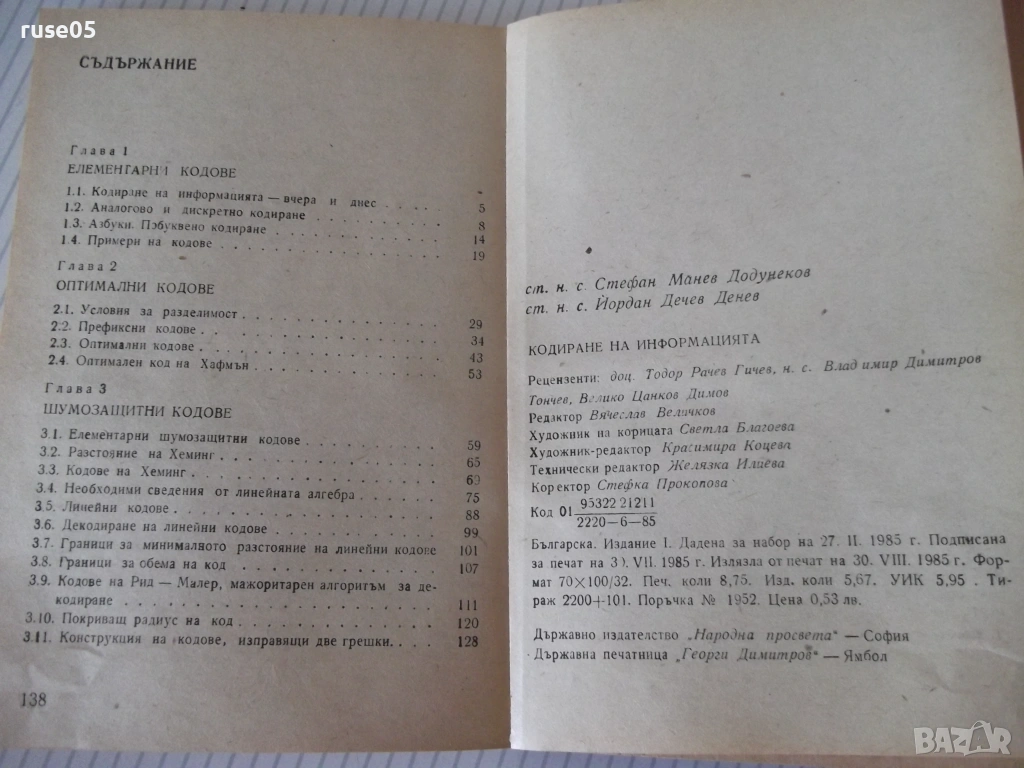 ruse05
СЪДЪРЖАНИЕ
Глава 1
ЕЛЕМЕНТАРНИ КОДОВЕ
1.1. Кодиране на информацията — вчера и днес . . . . . 5
1.2. Аналогово и дискретно кодиране . . . . . . . . . 8
1.3. Азбуки. Побуквено кодиране . . . . . . . . . . . 14
1.4. Примери на кодове . . . . . . . . . . . . . . . 19
Глава 2
ОПТИМАЛНИ КОДОВЕ
2.1. Условия за разделимост . . . . . . . . . . . . . 29
2.2. Префиксни кодове . . . . . . . . . . . . . . . . 34
2.3. Оптимални кодове . . . . . . . . . . . . . . . . 43
2.4. Оптимален код на Хафмън . . . . . . . . . . . . . 53
Глава 3
ШУМОЗАЩИТНИ КОДОВЕ
3.1. Елементарни шумозащитни кодове . . . . . . . . . 59
3.2. Разстояние на Хеминг . . . . . . . . . . . . . . 65
3.3. Кодове на Хеминг . . . . . . . . . . . . . . . . 69
3.4. Необходими сведения от линейната алгебра . . . . . 75
3.5. Линейни кодове . . . . . . . . . . . . . . . . . 88
3.6. Декодиране на линейни кодове . . . . . . . . . . . 99
3.7. Граници за минималното разстояние на линейни кодове 101
3.8. Граници за обема на код . . . . . . . . . . . . . 107
3.9. Кодове на Рид — Малер, мажоритарен алгоритъм за де-
кодиране . . . . . . . . . . . . . . . . . . . . 111
3.10. Покриващ радиус на код . . . . . . . . . . . . . 120
3.11. Конструкция на кодове, изправящи две грешки. . . . 128
138
ст. н. с. Стефан Манев Додунеков
ст. н. с. Йордан Дечев Денев
КОДИРАНЕ НА ИНФОРМАЦИЯТА
Рецензенти: доц. Тодор Рачев Гичев, н. с. Владимир Димитров
Тончев, Велико Цанков Димов
Редактор Вячеслав Величков
Художник на корицата Светла Благоева
Художник-редактор Красимира Коцева
Технически редактор Желязка Илиева
Коректор Стефка Прокопова
Код 01 95322 21211
2220—6—85
Българска. Издание I. Дадена за набор на 27. II. 1985 г. Подписана
за печат на 30. VII. 1985 г. Излязла от печат на 30. VIII. 1985 г. Фор-
мат 70×100/32. Печ. коли 8,75. Изд. коли 5,67. УИК 5,95 . Ти-
раж 2200+101. Поръчка № 1952. Цена 0,53 лв.
Държавно издателство „Народна просвета“ — София
Държавна печатница „Георги Димитров“ — Ямбол
BAZAR